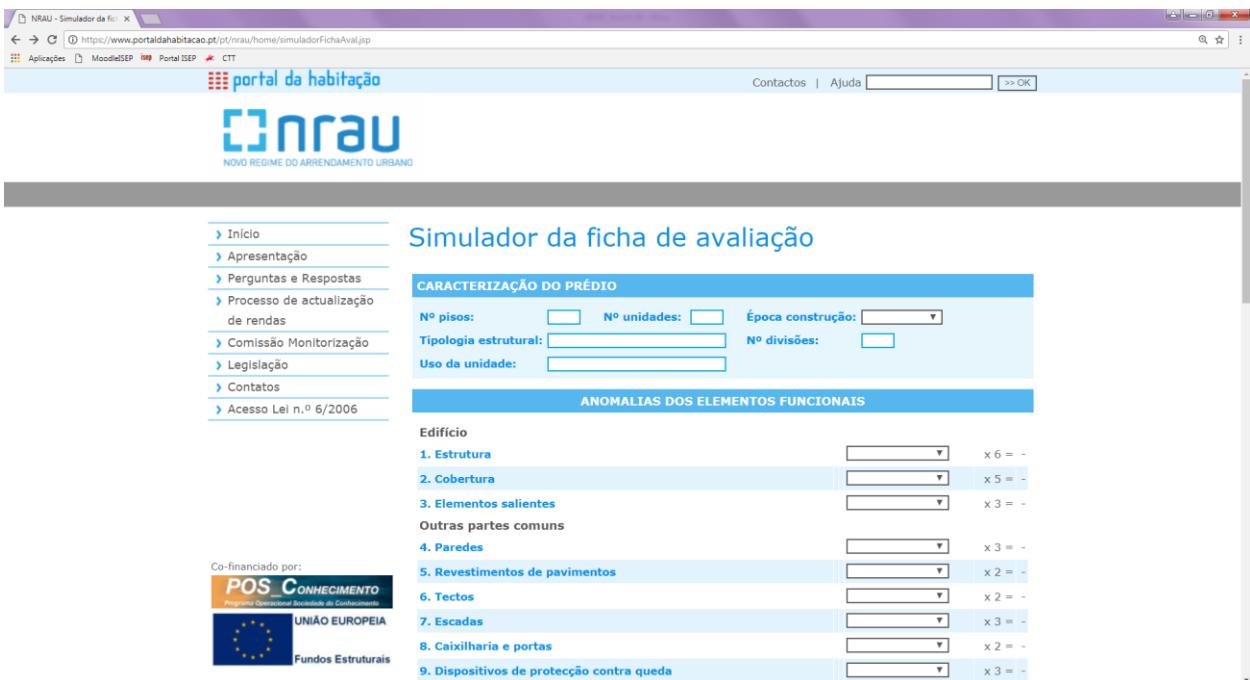 NRAU - Simulador da fic
https://www.portaldahabitacao.pt/pt/nrau/home/simuladorFichaAval.jsp
Aplicações MoodleISEP isep Portal ISEP CTT
portal da habitação
Contactos | Ajuda >> OK
nrau
NOVO REGIME DO ARRENDAMENTO URBANO
Início
Apresentação
Perguntas e Respostas
Processo de actualização
de rendas
Comissão Monitorização
Legislação
Contatos
Acesso Lei n.º 6/2006
Co-financiado por:
POS_CONHECIMENTO
Programa Operacional Sociedade do Conhecimento
UNIÃO EUROPEIA
Fundos Estruturais
Simulador da ficha de avaliação
CARACTERIZAÇÃO DO PRÉDIO
Nº pisos: Nº unidades: Época construção:
Tipologia estrutural: Nº divisões:
Uso da unidade:
ANOMALIAS DOS ELEMENTOS FUNCIONAIS
Edifício
1. Estrutura x 6 = -
2. Cobertura x 5 = -
3. Elementos salientes x 3 = -
Outras partes comuns
4. Paredes x 3 = -
5. Revestimentos de pavimentos x 2 = -
6. Tectos x 2 = -
7. Escadas x 3 = -
8. Caixilharia e portas x 2 = -
9. Dispositivos de protecção contra queda x 3 = -